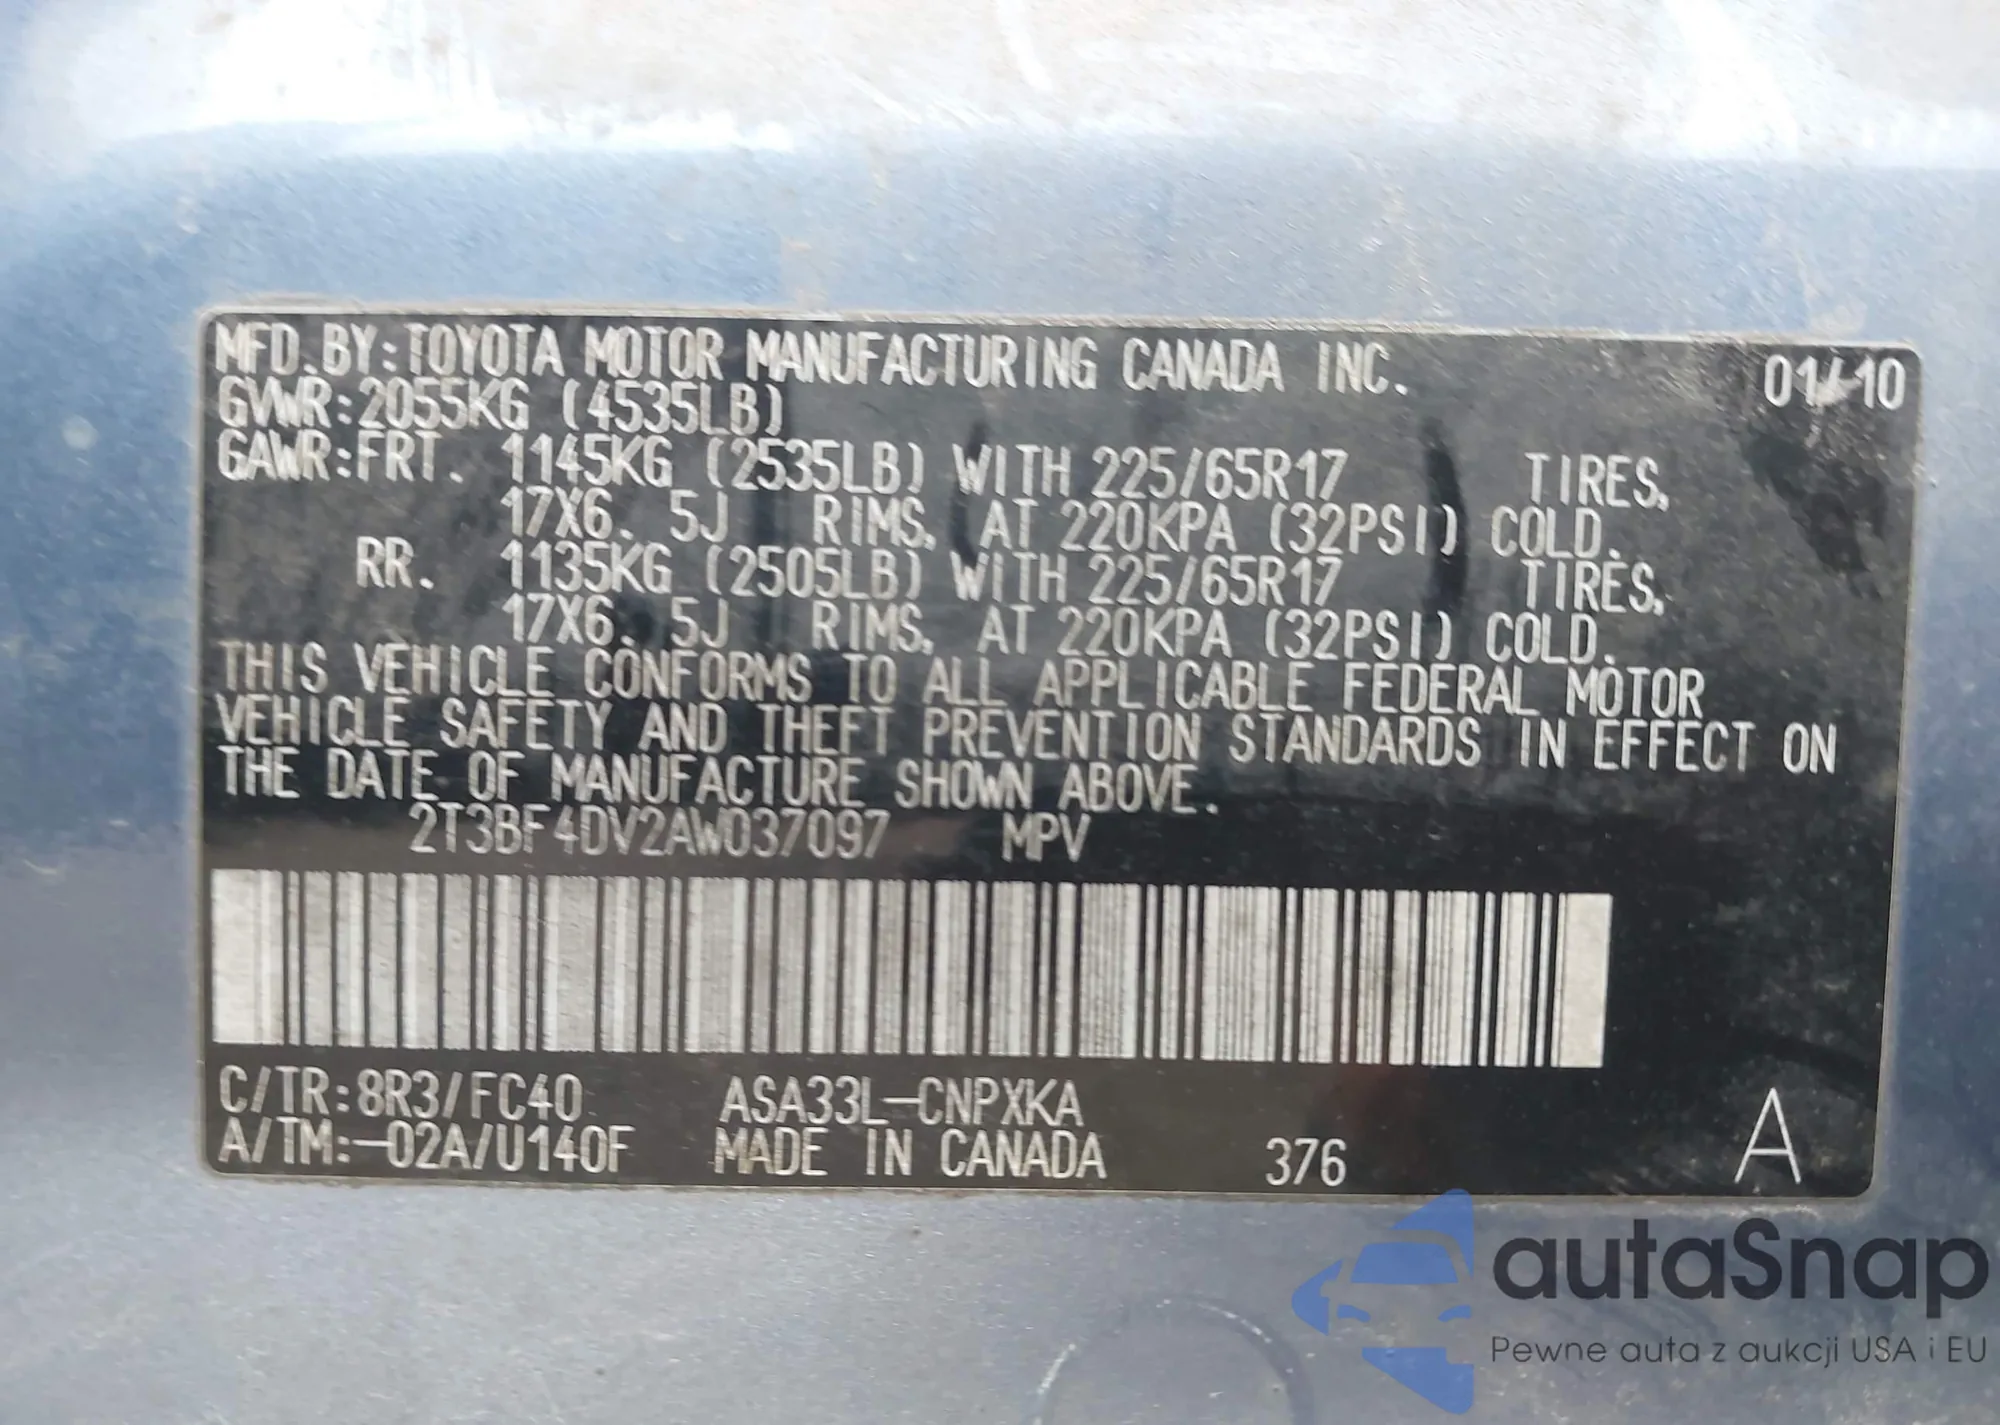 MFD.BY:TOYOTA MOTOR MANUFACTURING CANADA INC. 01/10
GVWR:2055KG (4535LB)
GAWR:FRT. 1145KG (2535LB) WITH 225/65R17 TIRES,
17X6.5J RIMS, AT 220KPA (32PSI) COLD.
RR. 1135KG (2505LB) WITH 225/65R17 TIRES,
17X6.5J RIMS, AT 220KPA (32PSI) COLD.
THIS VEHICLE CONFORMS TO ALL APPLICABLE FEDERAL MOTOR
VEHICLE SAFETY AND THEFT PREVENTION STANDARDS IN EFFECT ON
THE DATE OF MANUFACTURE SHOWN ABOVE.
2T3BF4DV2AW037097 MPV
C/TR:8R3/FC40 ASA33L-CNPXKA
A/TM:-02A/U140F MADE IN CANADA 376 A
autaSnap
Pewne auta z aukcji USA i EU